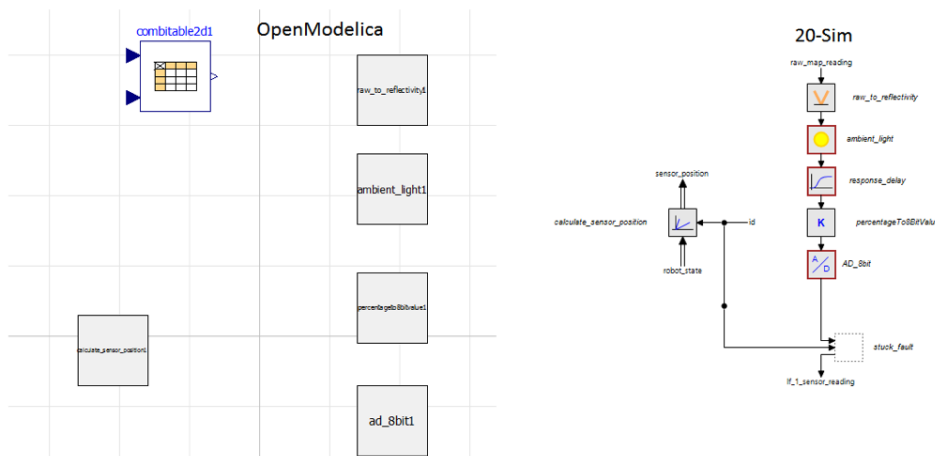 combitable2d1
OpenModelica
raw_to_reflectivity1
ambient_light1
percentageto8bitvalue1
calculate_sensor_position1
ad_8bit1
20-Sim
raw_map_reading
raw_to_reflectivity
ambient_light
sensor_position
response_delay
calculate_sensor_position
id
K
percentageTo8BitValu
robot_state
A/D
AD_8bit
stuck_fault
lf_1_sensor_reading